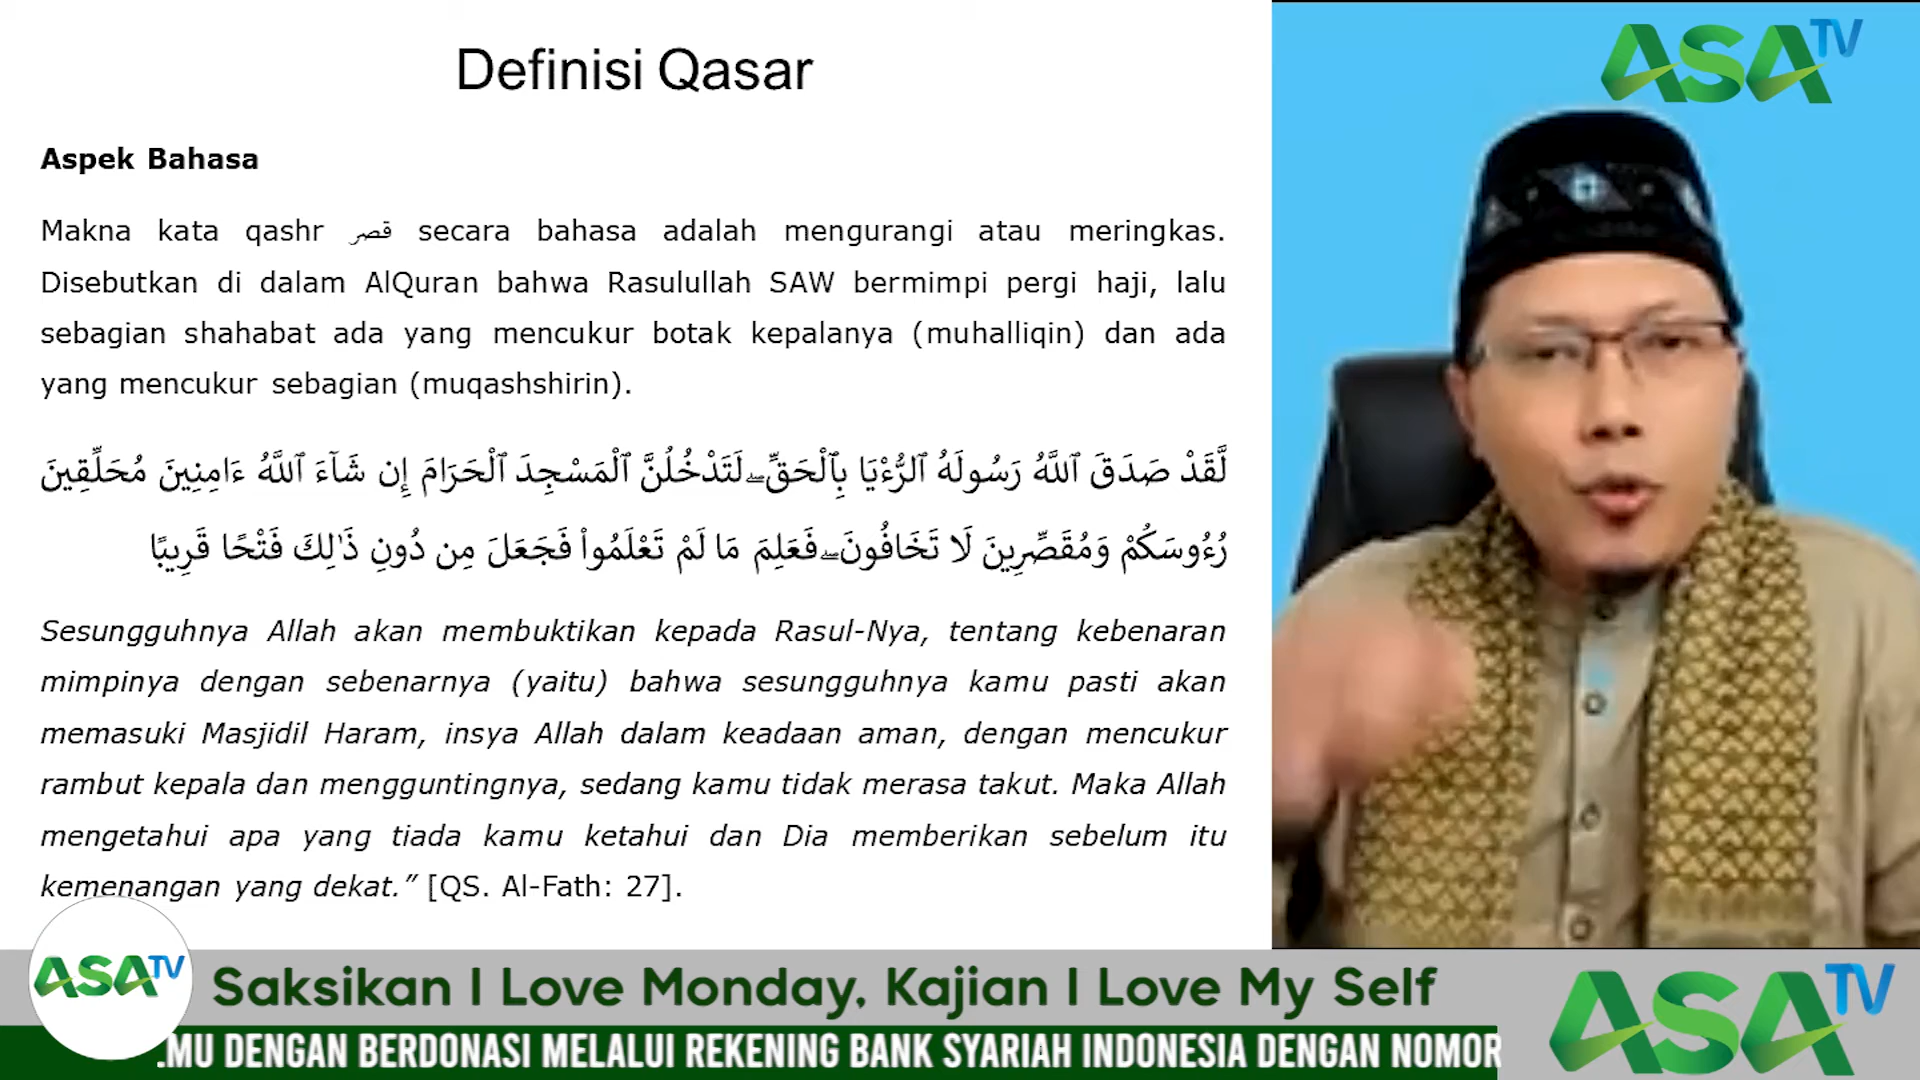 Definisi Qasar
ASA TV
Aspek Bahasa
Makna kata qashr قصر secara bahasa adalah mengurangi atau meringkas.
Disebutkan di dalam AlQuran bahwa Rasulullah SAW bermimpi pergi haji, lalu
sebagian shahabat ada yang mencukur botak kepalanya (muhalliqin) dan ada
yang mencukur sebagian (muqashshirin).
لَّقَدْ صَدَقَ ٱللَّهُ رَسُولَهُ ٱلرُّءْيَا بِٱلْحَقِّ ۖ لَتَدْخُلُنَّ ٱلْمَسْجِدَ ٱلْحَرَامَ إِن شَآءَ ٱللَّهُ ءَامِنِينَ مُحَلِّقِينَ
رُءُوسَكُمْ وَمُقَصِّرِينَ لَا تَخَافُونَ ۖ فَعَلِمَ مَا لَمْ تَعْلَمُوا۟ فَجَعَلَ مِن دُونِ ذَٰلِكَ فَتْحًا قَرِيبًا
Sesungguhnya Allah akan membuktikan kepada Rasul-Nya, tentang kebenaran
mimpinya dengan sebenarnya (yaitu) bahwa sesungguhnya kamu pasti akan
memasuki Masjidil Haram, insya Allah dalam keadaan aman, dengan mencukur
rambut kepala dan mengguntingnya, sedang kamu tidak merasa takut. Maka Allah
mengetahui apa yang tiada kamu ketahui dan Dia memberikan sebelum itu
kemenangan yang dekat.” [QS. Al-Fath: 27].
ASA TV
Saksikan I Love Monday, Kajian I Love My Self
ASA TV
MU DENGAN BERDONASI MELALUI REKENING BANK SYARIAH INDONESIA DENGAN NOMOR